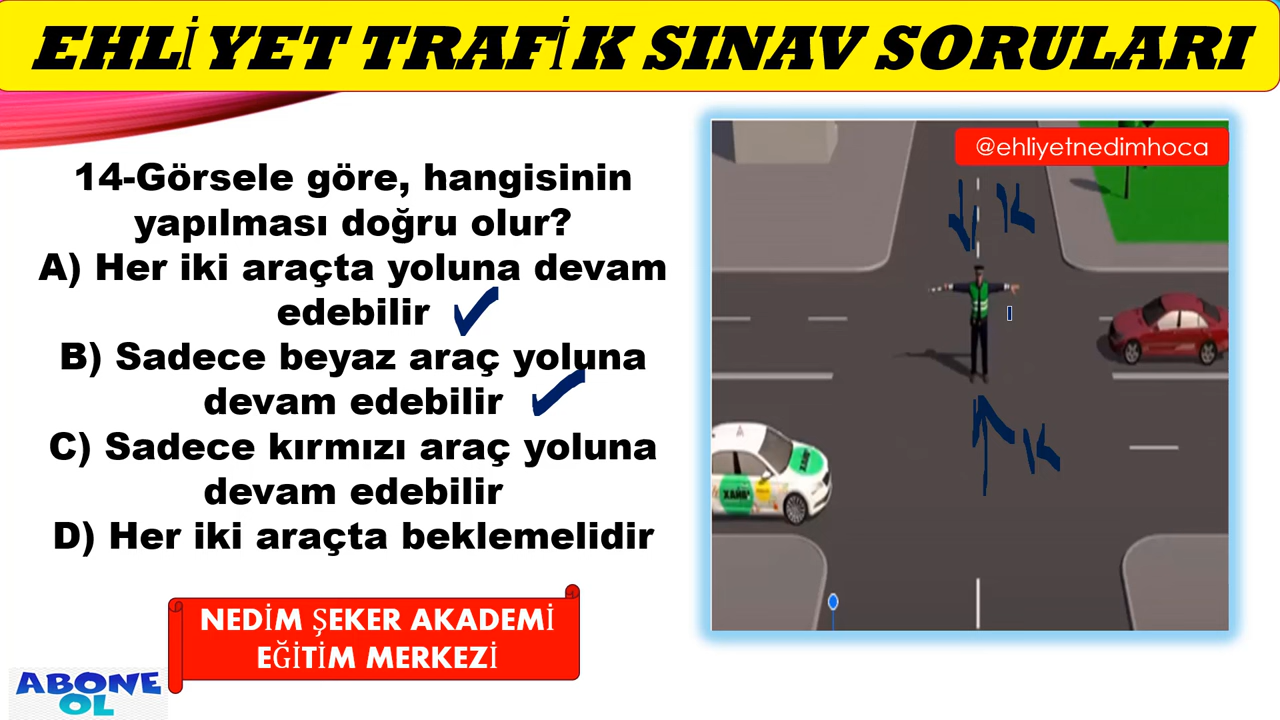 EHLİYET TRAFİK SINAV SORULARI
@ehliyetnedimhoca
14-Görsele göre, hangisinin
yapılması doğru olur?
A) Her iki araçta yoluna devam
edebilir
B) Sadece beyaz araç yoluna
devam edebilir
C) Sadece kırmızı araç yoluna
devam edebilir
D) Her iki araçta beklemelidir
K
K
NEDİM ŞEKER AKADEMİ
EĞİTİM MERKEZİ
ABONE
OL